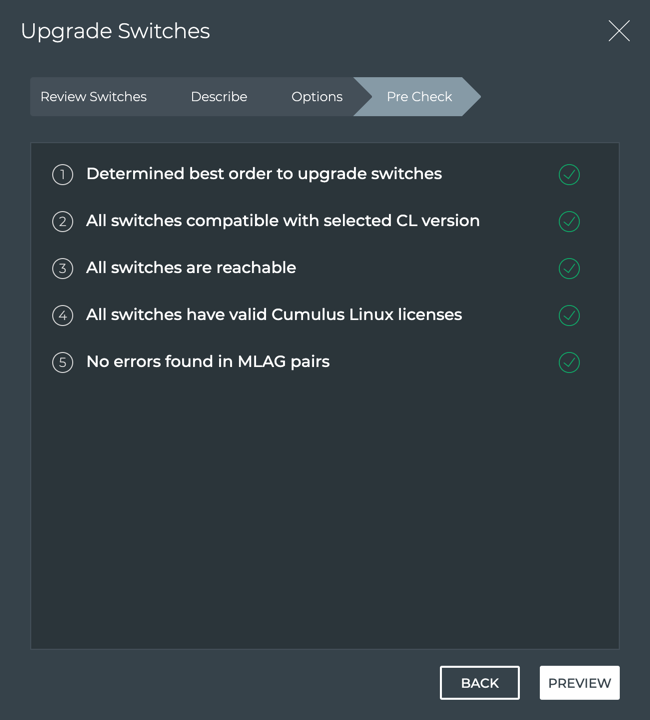 Upgrade Switches
Review Switches Describe Options Pre Check
1 Determined best order to upgrade switches
2 All switches compatible with selected CL version
3 All switches are reachable
4 All switches have valid Cumulus Linux licenses
5 No errors found in MLAG pairs
BACK PREVIEW